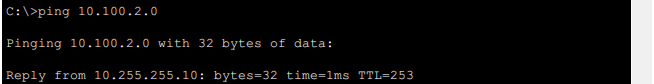 C:\>ping 10.100.2.0
Pinging 10.100.2.0 with 32 bytes of data:
Reply from 10.255.255.10: bytes=32 time=1ms TTL=253